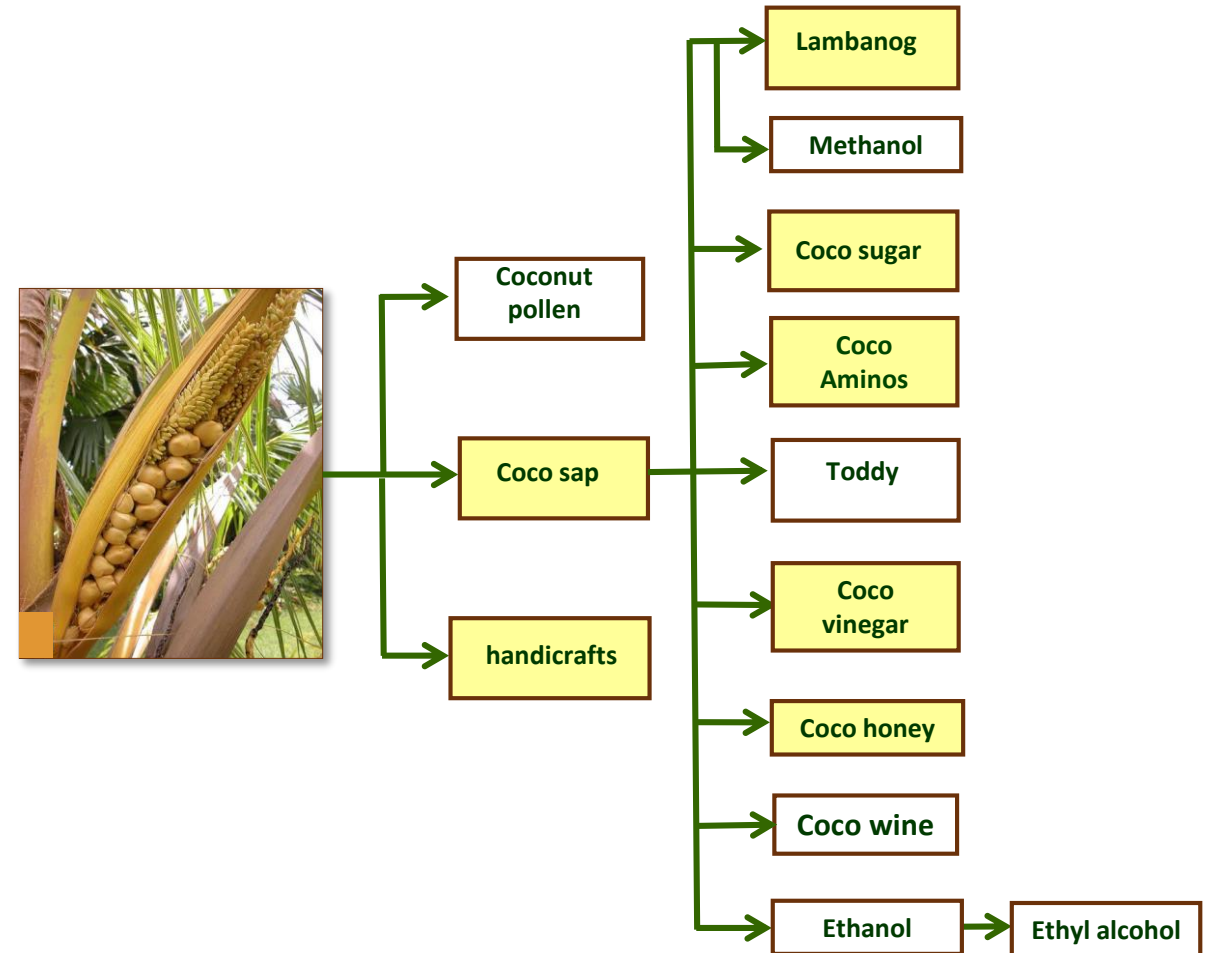 Lambanog
Methanol
Coco sugar
Coconut
pollen
Coco
Aminos
Coco sap
Toddy
Coco
vinegar
handicrafts
Coco honey
Coco wine
Ethanol
Ethyl alcohol